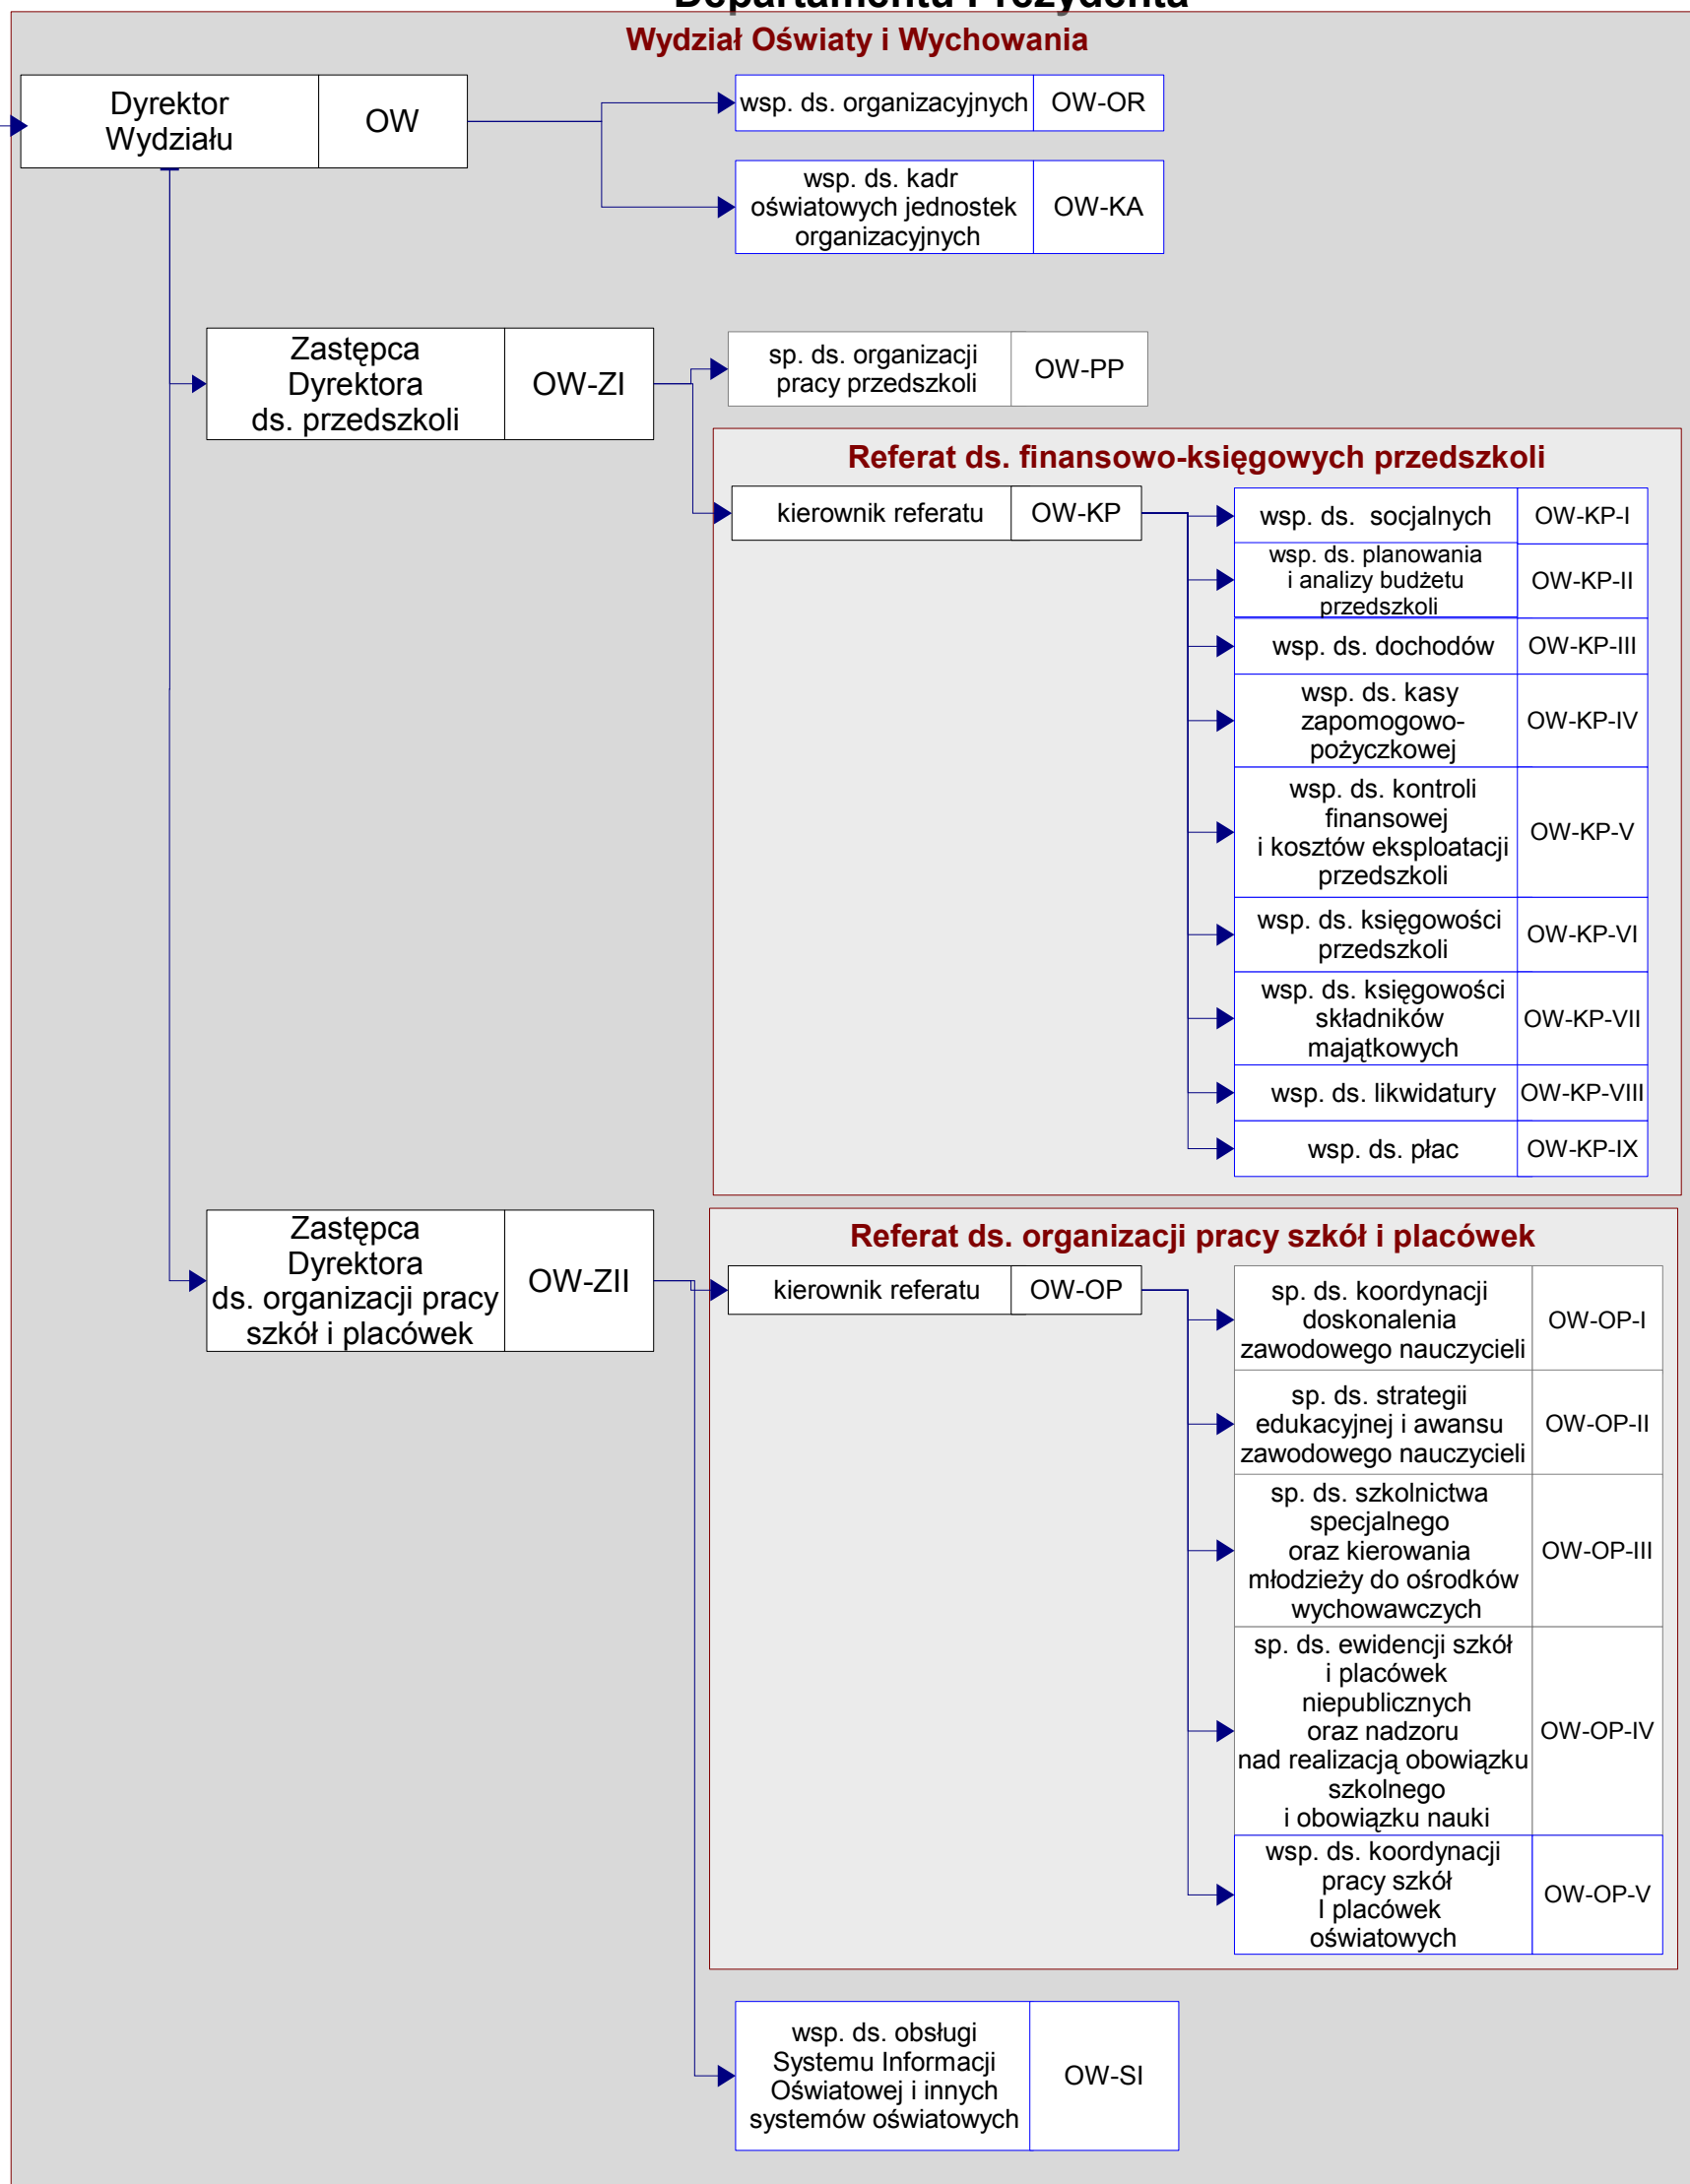 Departamentu Prezydenta
Wydział Oświaty i Wychowania
Dyrektor
Wydziału
OW
wsp. ds. organizacyjnych
OW-OR
wsp. ds. kadr
oświatowych jednostek
organizacyjnych
OW-KA
Zastępca
Dyrektora
ds. przedszkoli
OW-ZI
sp. ds. organizacji
pracy przedszkoli
OW-PP
Referat ds. finansowo-księgowych przedszkoli
kierownik referatu
OW-KP
wsp. ds. socjalnych
OW-KP-I
wsp. ds. planowania
i analizy budżetu
przedszkoli
OW-KP-II
wsp. ds. dochodów
OW-KP-III
wsp. ds. kasy
zapomogowo-
pożyczkowej
OW-KP-IV
wsp. ds. kontroli
finansowej
i kosztów eksploatacji
przedszkoli
OW-KP-V
wsp. ds. księgowości
przedszkoli
OW-KP-VI
wsp. ds. księgowości
składników
majątkowych
OW-KP-VII
wsp. ds. likwidatury
OW-KP-VIII
wsp. ds. płac
OW-KP-IX
Zastępca
Dyrektora
ds. organizacji pracy
szkół i placówek
OW-ZII
Referat ds. organizacji pracy szkół i placówek
kierownik referatu
OW-OP
sp. ds. koordynacji
doskonalenia
zawodowego nauczycieli
OW-OP-I
sp. ds. strategii
edukacyjnej i awansu
zawodowego nauczycieli
OW-OP-II
sp. ds. szkolnictwa
specjalnego
oraz kierowania
młodzieży do ośrodków
wychowawczych
OW-OP-III
sp. ds. ewidencji szkół
i placówek
niepublicznych
oraz nadzoru
nad realizacją obowiązku
szkolnego
i obowiązku nauki
OW-OP-IV
wsp. ds. koordynacji
pracy szkół
I placówek
oświatowych
OW-OP-V
wsp. ds. obsługi
Systemu Informacji
Oświatowej i innych
systemów oświatowych
OW-SI